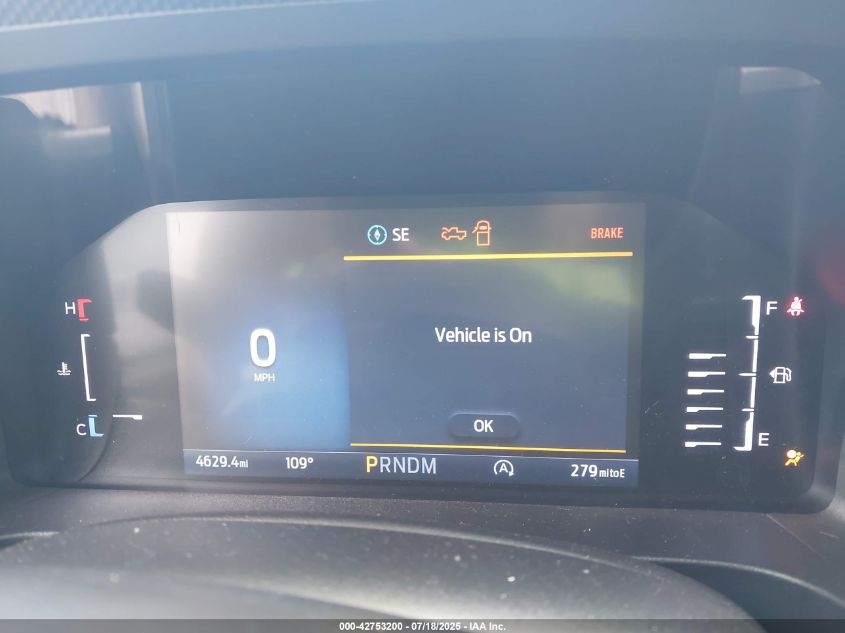 SE
BRAKE
H
F
0
MPH
Vehicle is On
C
OK
E
4629.4mi 109° PRNDM A 279mitoE
000-42753200 - 07/18/2025 - IAA Inc.